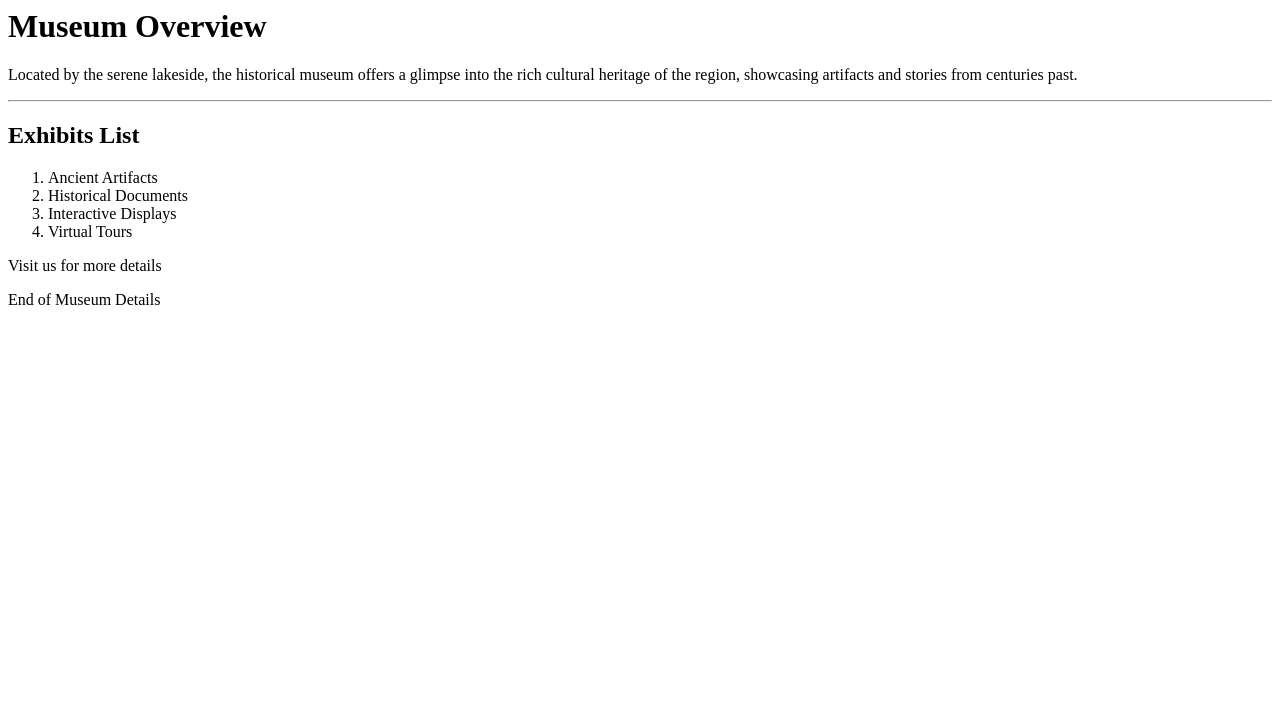 Museum Overview
Located by the serene lakeside, the historical museum offers a glimpse into the rich cultural heritage of the region, showcasing artifacts and stories from centuries past.
Exhibits List
1. Ancient Artifacts
2. Historical Documents
3. Interactive Displays
4. Virtual Tours
Visit us for more details
End of Museum Details